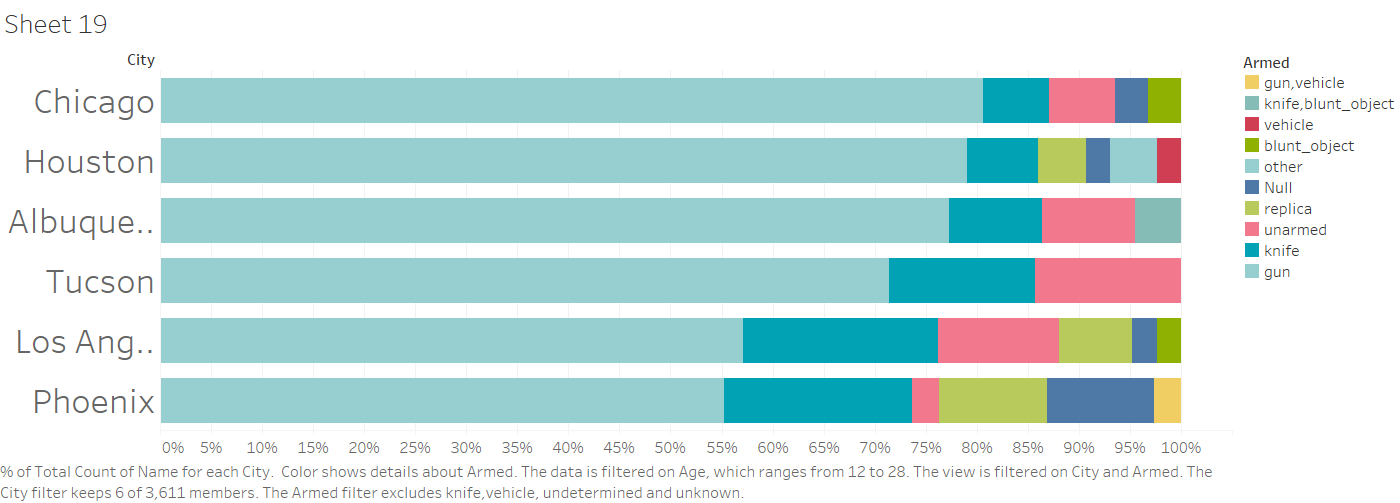 Sheet 19
City
Armed
gun,vehicle
knife,blunt_object
vehicle
blunt_object
other
Null
replica
unarmed
knife
gun
Chicago
Houston
Albuque..
Tucson
Los Ang..
Phoenix
0% 5% 10% 15% 20% 25% 30% 35% 40% 45% 50% 55% 60% 65% 70% 75% 80% 85% 90% 95% 100%
% of Total Count of Name for each City. Color shows details about Armed. The data is filtered on Age, which ranges from 12 to 28. The view is filtered on City and Armed. The
City filter keeps 6 of 3,611 members. The Armed filter excludes knife,vehicle, undetermined and unknown.